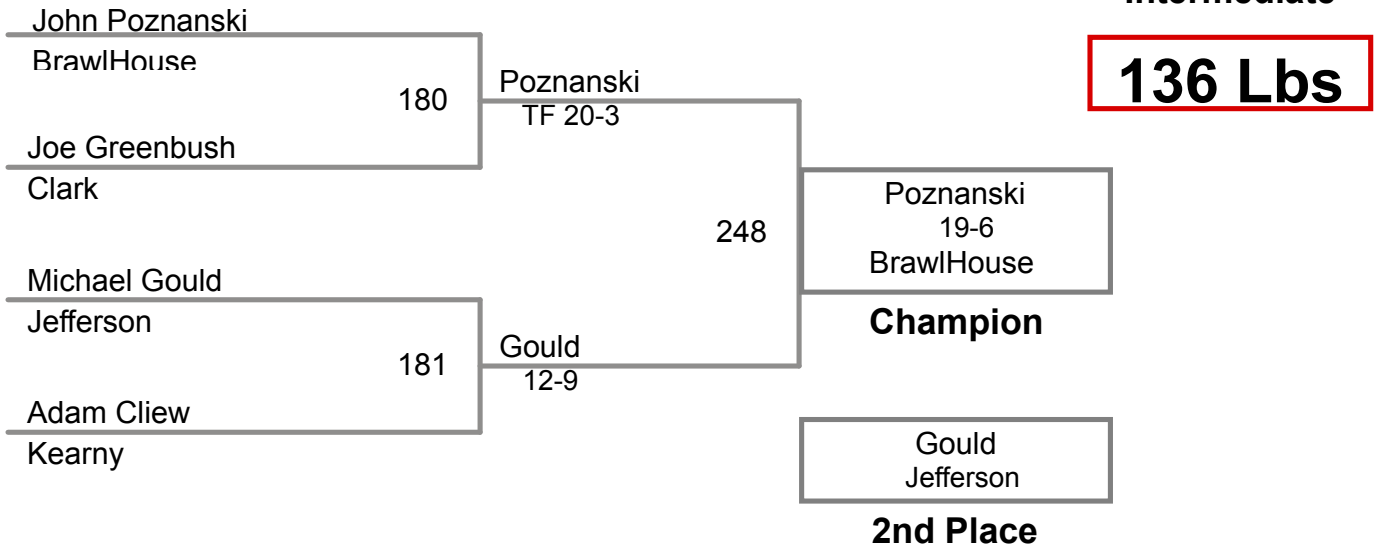 Intermediate
136 Lbs
John Poznanski
BrawlHouse
180
Joe Greenbush
Clark
Poznanski
TF 20-3
Michael Gould
Jefferson
181
Adam Cliew
Kearny
Gould
12-9
248
Poznanski
19-6
BrawlHouse
Champion
Gould
Jefferson
2nd Place